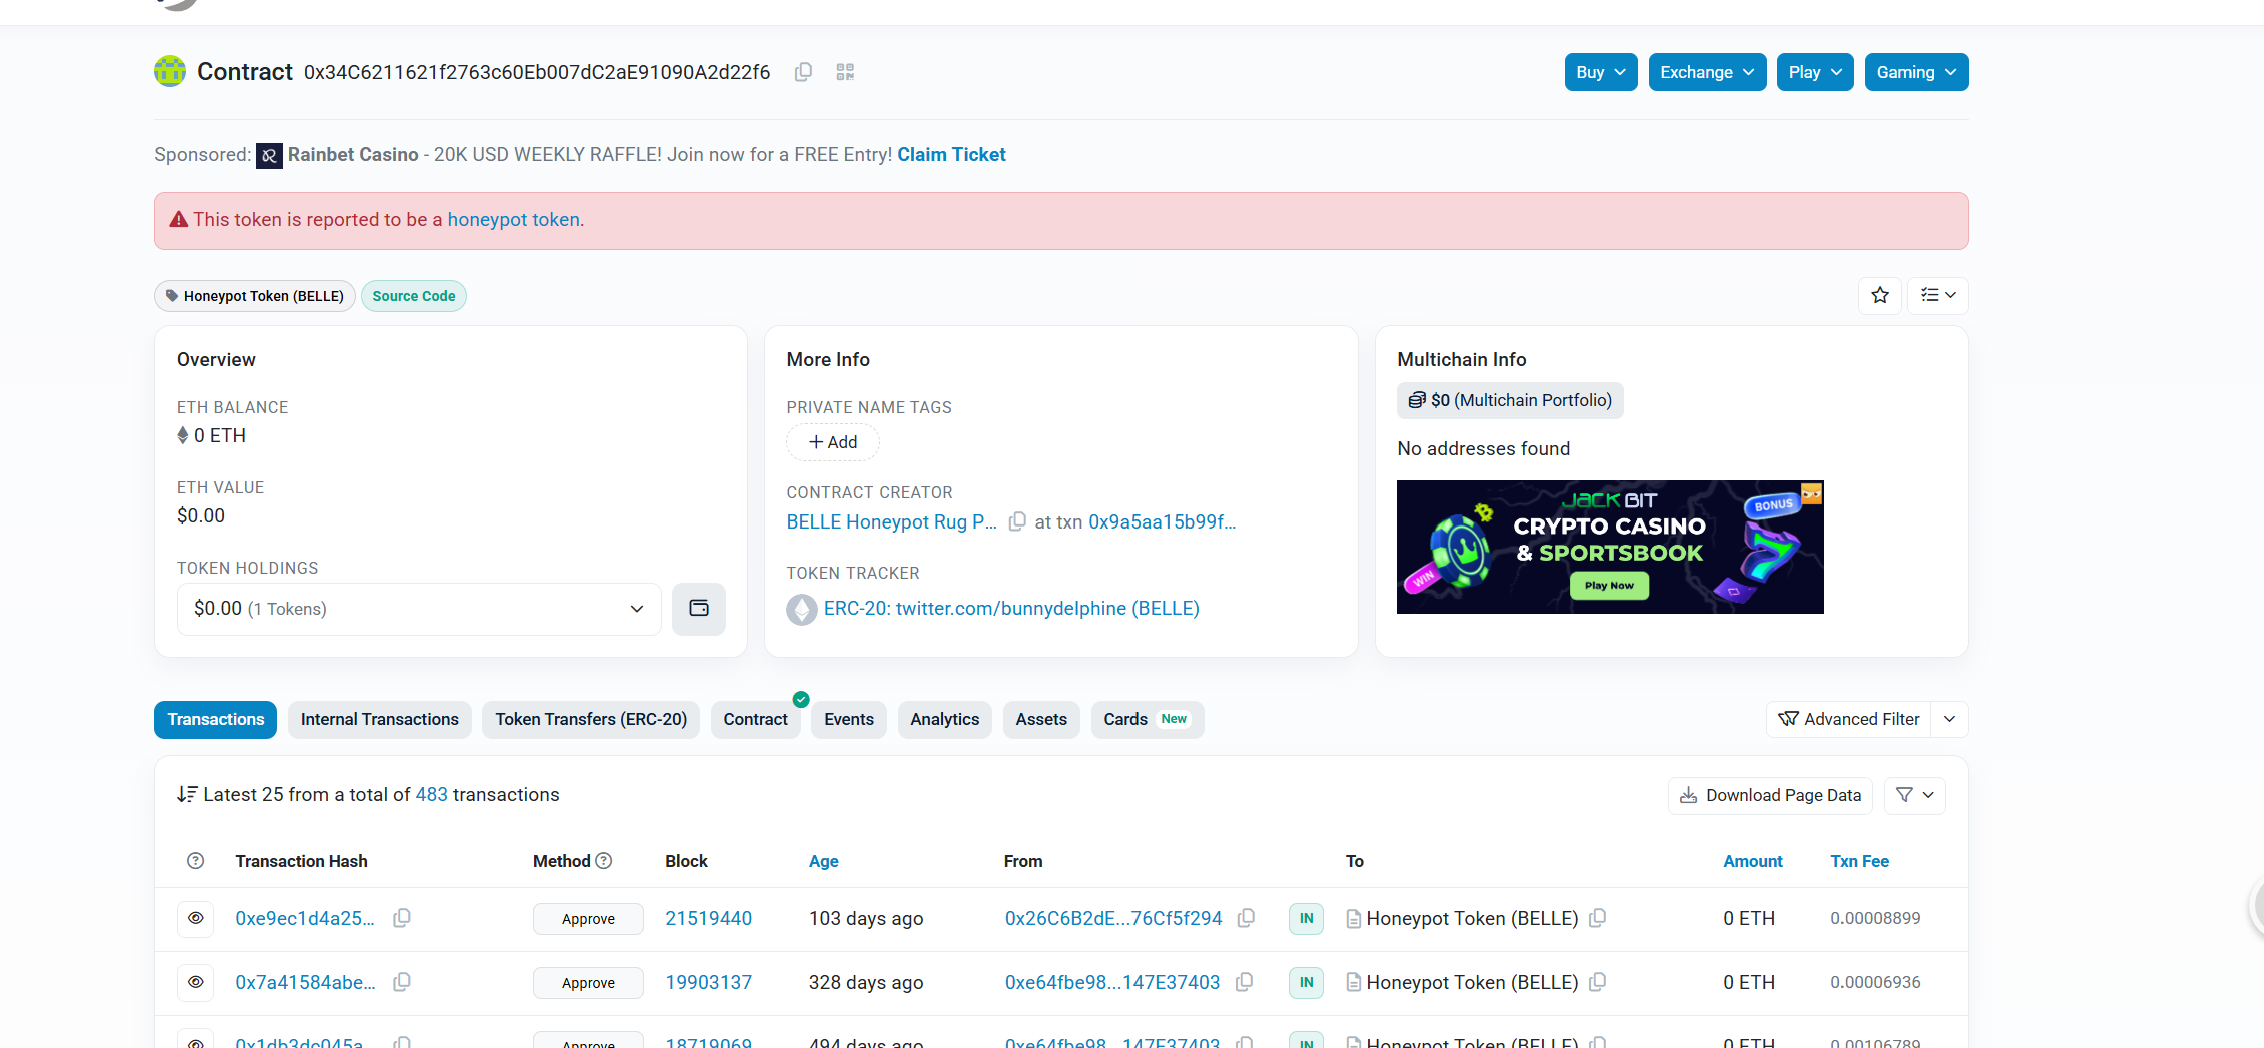 Contract 0x34C6211621f2763c60Eb007dC2aE91090A2d22f6
Buy
Exchange
Play
Gaming
Sponsored: Rainbet Casino - 20K USD WEEKLY RAFFLE! Join now for a FREE Entry! Claim Ticket
This token is reported to be a honeypot token.
Honeypot Token (BELLE)
Source Code
Overview
ETH BALANCE
0 ETH
ETH VALUE
$0.00
TOKEN HOLDINGS
$0.00 (1 Tokens)
More Info
PRIVATE NAME TAGS
+ Add
CONTRACT CREATOR
BELLE Honeypot Rug P... at txn 0x9a5aa15b99f...
TOKEN TRACKER
ERC-20: twitter.com/bunnydelphine (BELLE)
Multichain Info
$0 (Multichain Portfolio)
No addresses found
JACKBIT
BONUS
CRYPTO CASINO
& SPORTSBOOK
WIN
Play Now
Transactions
Internal Transactions
Token Transfers (ERC-20)
Contract
Events
Analytics
Assets
Cards New
Advanced Filter
Latest 25 from a total of 483 transactions
Download Page Data
Transaction Hash Method Block Age From To Amount Txn Fee
0xe9ec1d4a25... Approve 21519440 103 days ago 0x26C6B2dE...76Cf5f294 IN Honeypot Token (BELLE) 0 ETH 0.00008899
0x7a41584abe... Approve 19903137 328 days ago 0xe64fbe98...147E37403 IN Honeypot Token (BELLE) 0 ETH 0.00006936
0x1db3dc045a... Approve 18719069 494 days ago 0xe64fbe98...147E37403 IN Honeypot Token (BELLE) 0 ETH 0.00106789